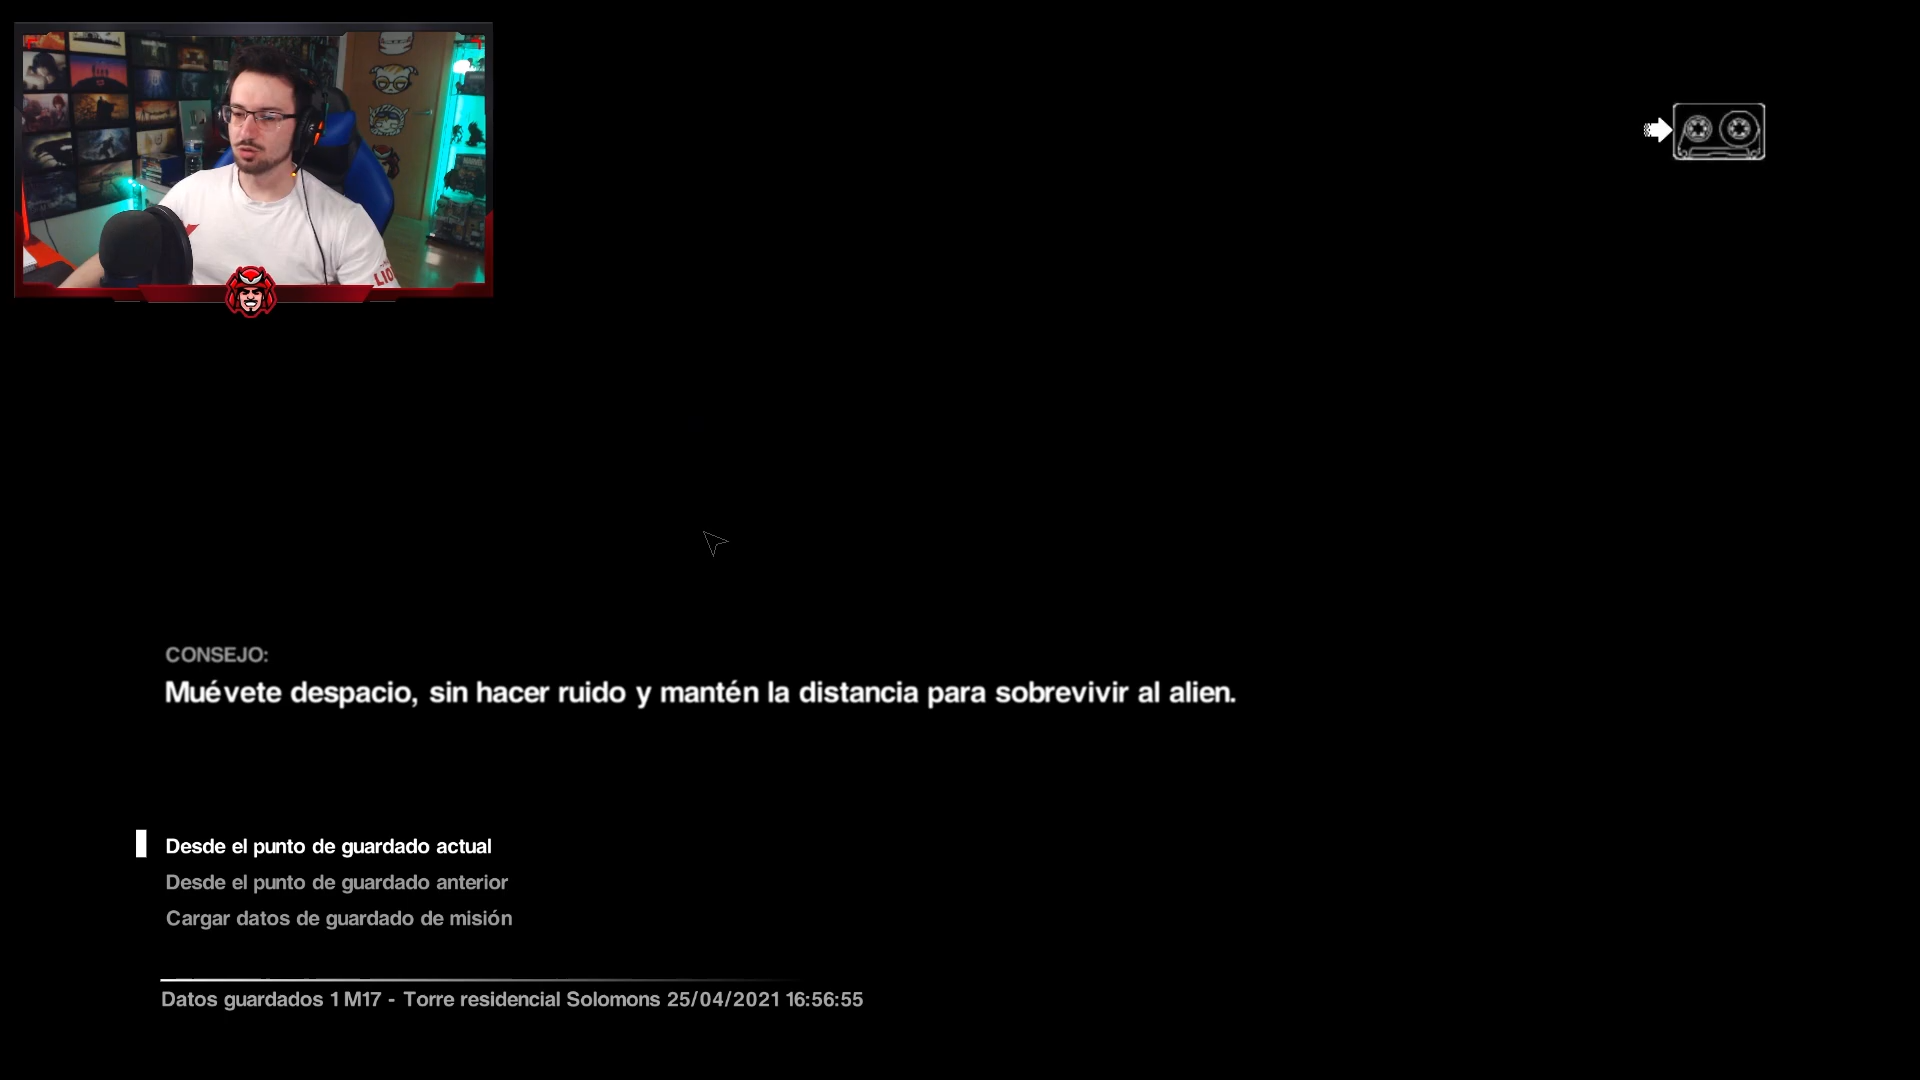 LIO
CONSEJO:
Muévete despacio, sin hacer ruido y mantén la distancia para sobrevivir al alien.
Desde el punto de guardado actual
Desde el punto de guardado anterior
Cargar datos de guardado de misión
Datos guardados 1 M17 - Torre residencial Solomons 25/04/2021 16:56:55